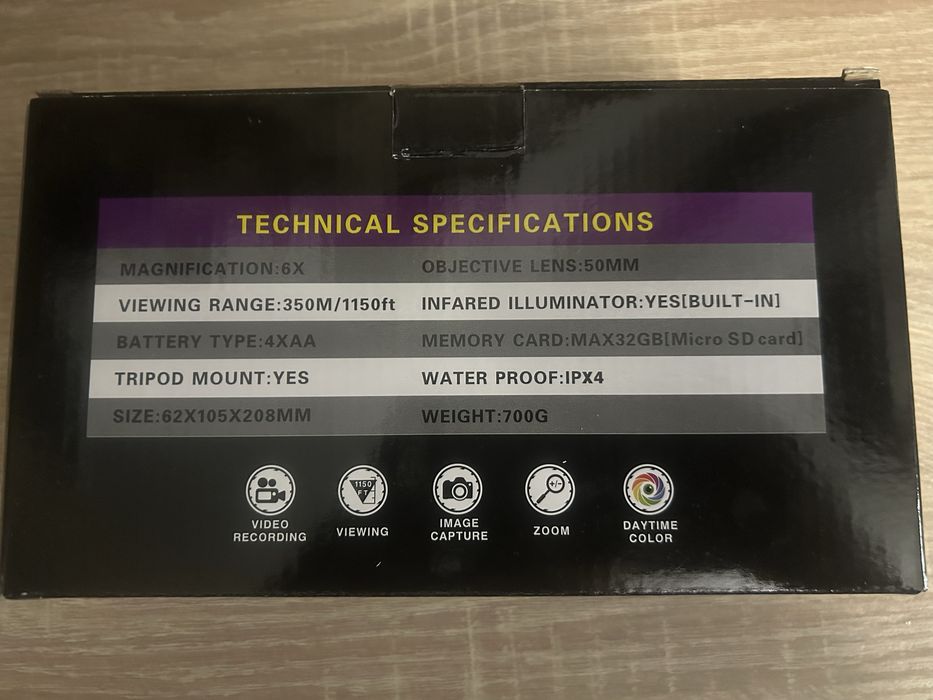 TECHNICAL SPECIFICATIONS
MAGNIFICATION:6X OBJECTIVE LENS:50MM
VIEWING RANGE:350M/1150ft INFARED ILLUMINATOR:YES[BUILT-IN]
BATTERY TYPE:4XAA MEMORY CARD:MAX32GB[Micro SD card]
TRIPOD MOUNT:YES WATER PROOF:IPX4
SIZE:62X105X208MM WEIGHT:700G
1150
FT
+/-
VIDEO
RECORDING
VIEWING
IMAGE
CAPTURE
ZOOM
DAYTIME
COLOR